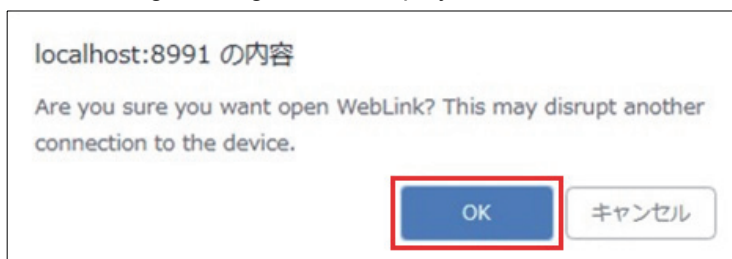 localhost:8991 の内容
Are you sure you want open WebLink? This may disrupt another
connection to the device.
OK
キャンセル